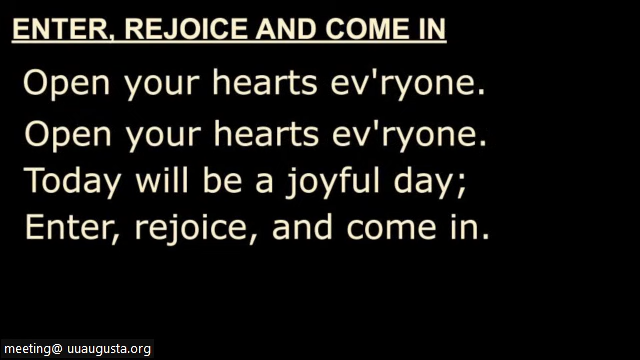 ENTER, REJOICE AND COME IN
Open your hearts ev'ryone.
Open your hearts ev'ryone.
Today will be a joyful day;
Enter, rejoice, and come in.
meeting@ uuaugusta.org